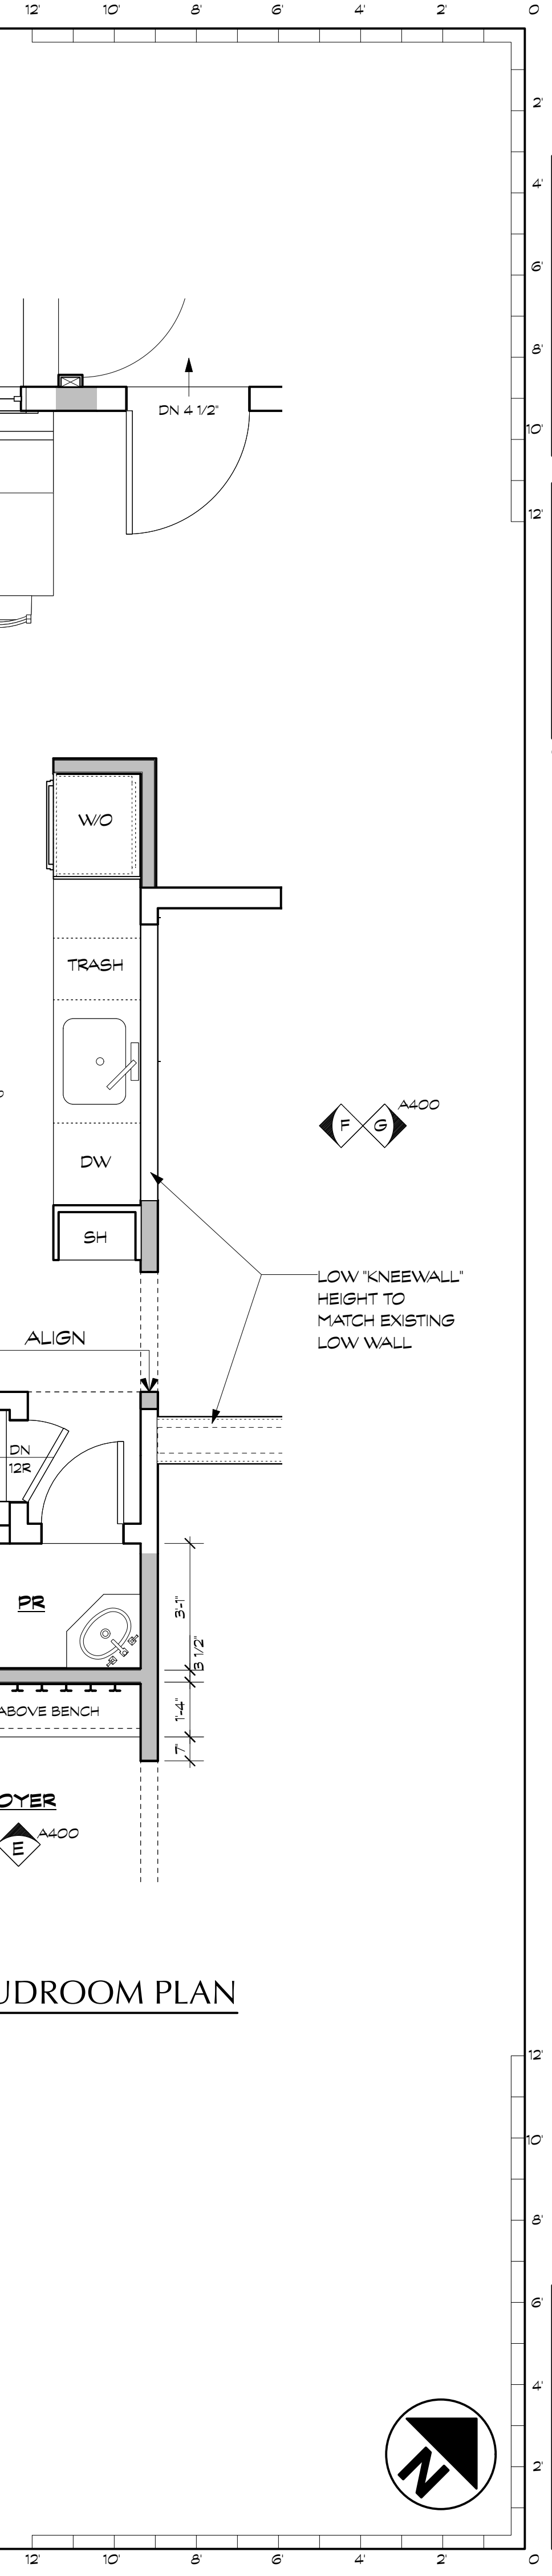 12' 10' 8' 6' 4' 2' 0
2'
4'
6'
8'
10'
12'
DN 4 1/2"
W/O
TRASH
DW
F G A400
SH
LOW "KNEEWALL"
HEIGHT TO
MATCH EXISTING
LOW WALL
ALIGN
DN
12R
PR
3'-1"
3 1/2"
1'-4"
7"
ABOVE BENCH
OYER
E A400
UDROOM PLAN
12'
10'
8'
6'
4'
2'
N
12' 10' 8' 6' 4' 2' 0